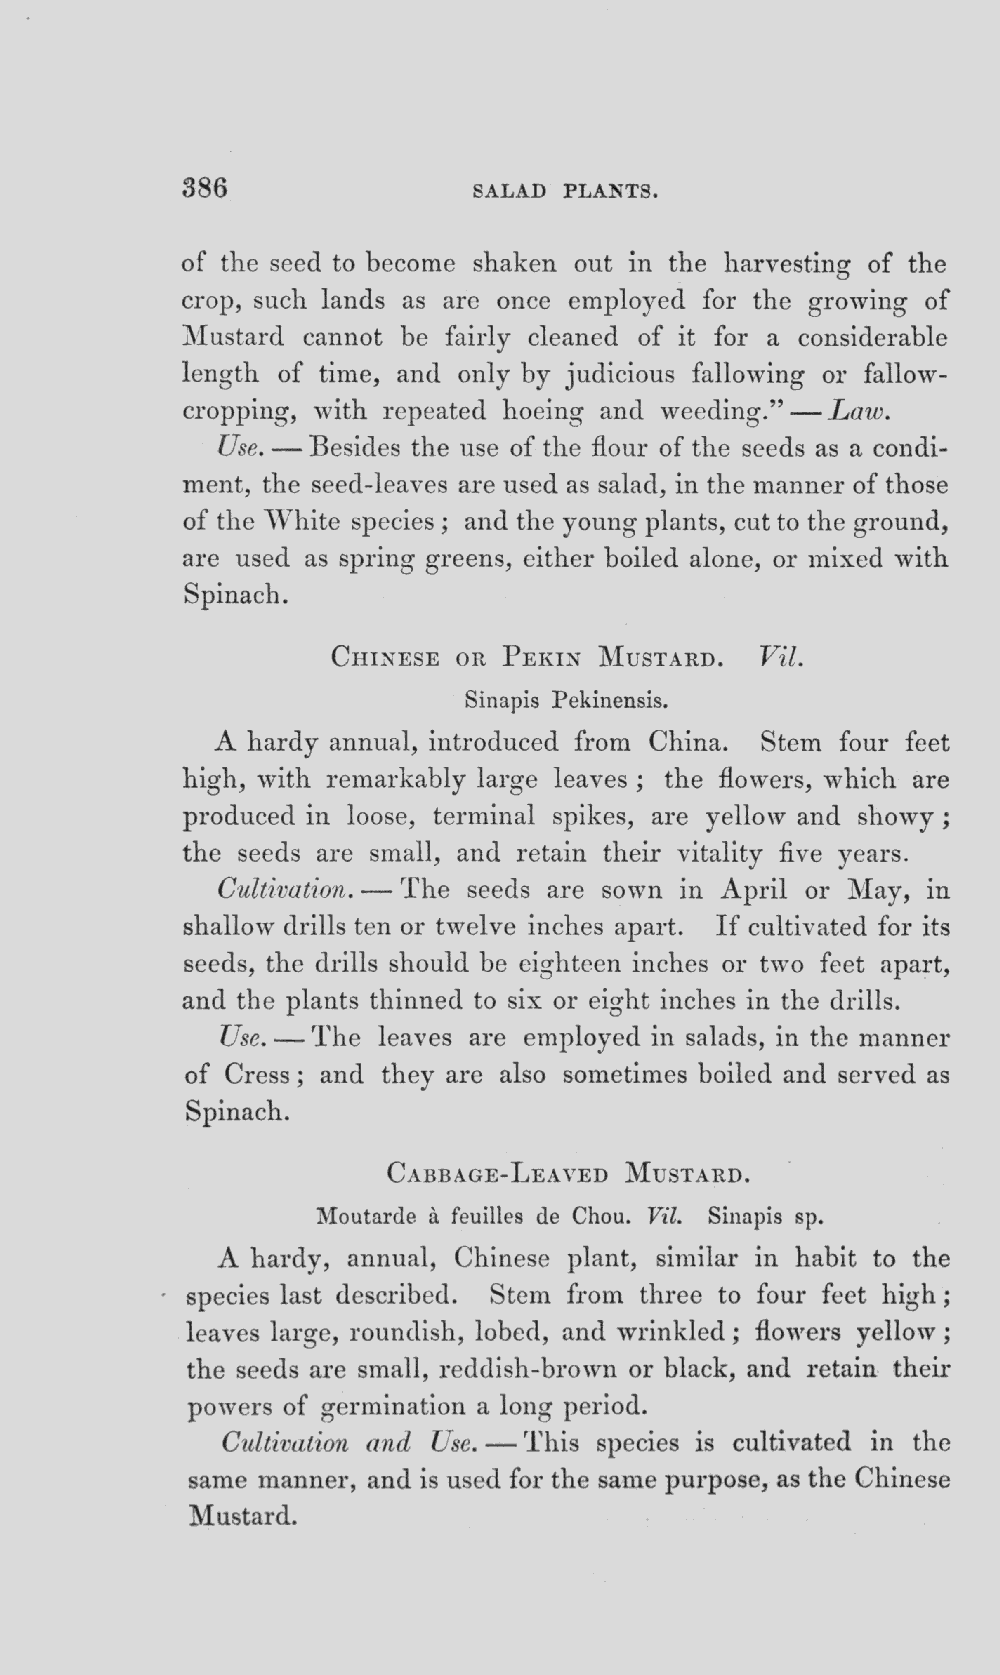 386 SALAD PLANTS.
of the seed to become shaken out in the harvesting of the
crop, such lands as are once employed for the growing of
Mustard cannot be fairly cleaned of it for a considerable
length of time, and only by judicious fallowing or fallow-
cropping, with repeated hoeing and weeding." — Law.
Use. — Besides the use of the flour of the seeds as a condi-
ment, the seed-leaves are used as salad, in the manner of those
of the White species; and the young plants, cut to the ground,
are used as spring greens, either boiled alone, or mixed with
Spinach.
CHINESE OR PEKIN MUSTARD. Vil.
Sinapis Pekinensis.
A hardy annual, introduced from China. Stem four feet
high, with remarkably large leaves; the flowers, which are
produced in loose, terminal spikes, are yellow and showy;
the seeds are small, and retain their vitality five years.
Cultivation. — The seeds are sown in April or May, in
shallow drills ten or twelve inches apart. If cultivated for its
seeds, the drills should be eighteen inches or two feet apart,
and the plants thinned to six or eight inches in the drills.
Use. — The leaves are employed in salads, in the manner
of Cress; and they are also sometimes boiled and served as
Spinach.
CABBAGE-LEAVED MUSTARD.
Moutarde à feuilles de Chou. Vil. Sinapis sp.
A hardy, annual, Chinese plant, similar in habit to the
species last described. Stem from three to four feet high;
leaves large, roundish, lobed, and wrinkled; flowers yellow;
the seeds are small, reddish-brown or black, and retain their
powers of germination a long period.
Cultivation and Use. — This species is cultivated in the
same manner, and is used for the same purpose, as the Chinese
Mustard.